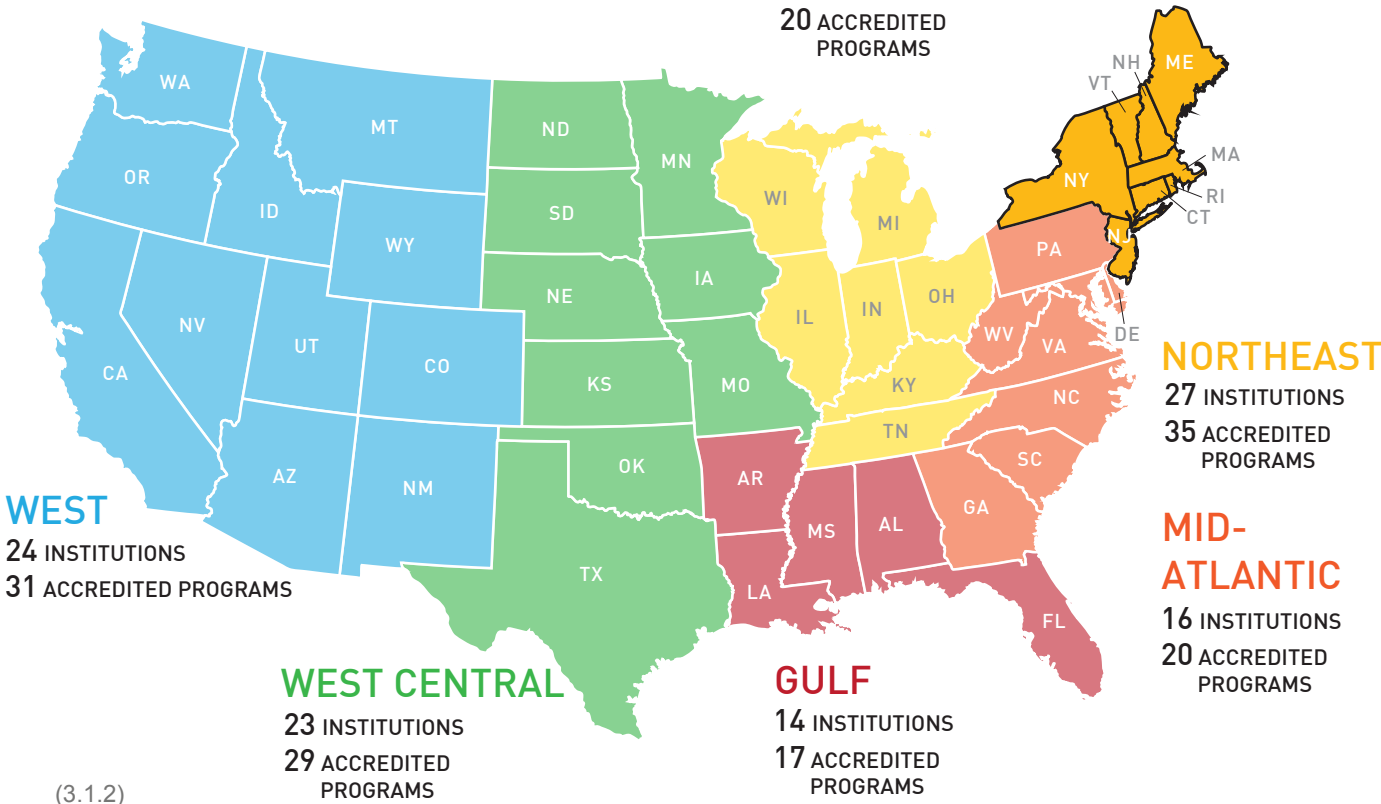 20 ACCREDITED
PROGRAMS
WA
OR
CA
NV
ID
MT
WY
UT
CO
AZ
NM
ND
SD
NE
KS
OK
TX
MN
IA
MO
WI
MI
IL
IN
OH
KY
TN
AR
LA
MS
AL
FL
GA
SC
NC
VA
WV
PA
DE
NJ
NY
VT
NH
ME
MA
RI
CT
NORTHEAST
27 INSTITUTIONS
35 ACCREDITED
PROGRAMS
MID-
ATLANTIC
16 INSTITUTIONS
20 ACCREDITED
PROGRAMS
WEST
24 INSTITUTIONS
31 ACCREDITED PROGRAMS
WEST CENTRAL
23 INSTITUTIONS
29 ACCREDITED
PROGRAMS
GULF
14 INSTITUTIONS
17 ACCREDITED
PROGRAMS
(3.1.2)